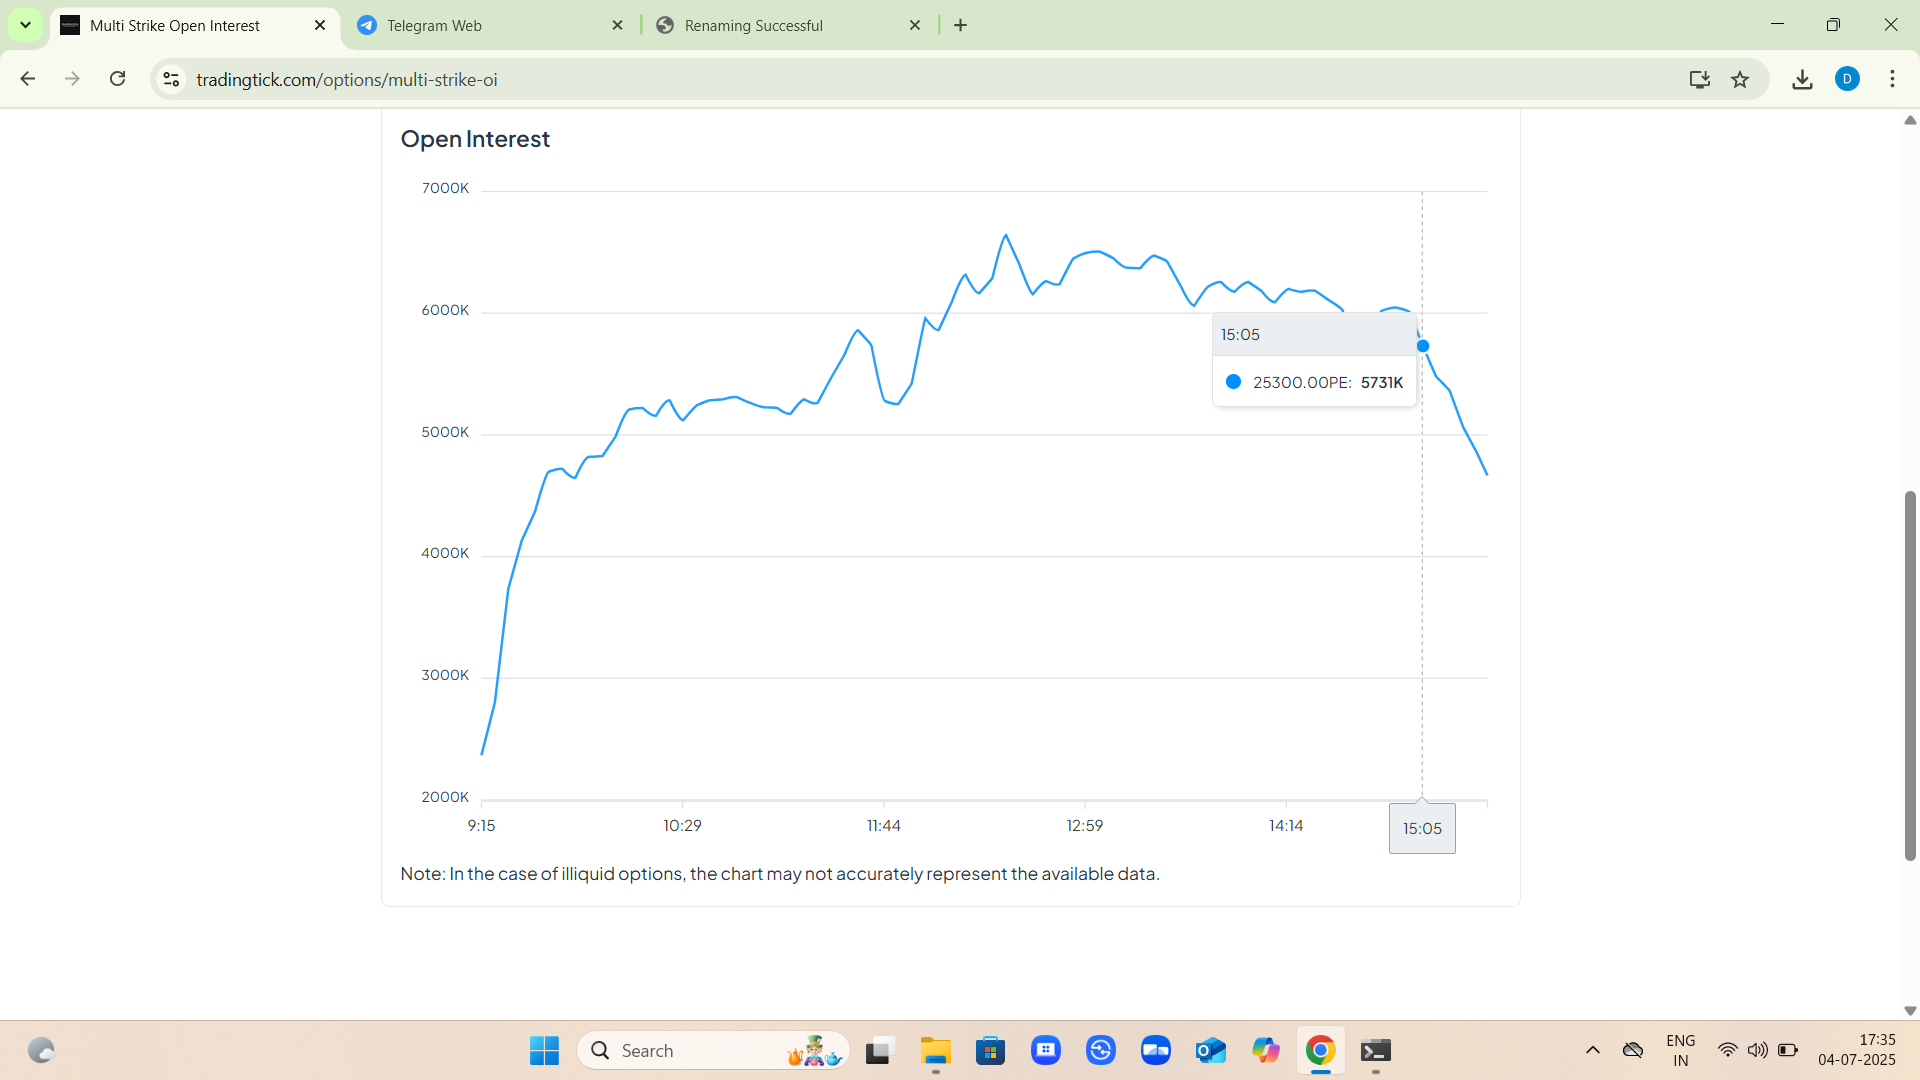 Multi Strike Open Interest
Telegram Web
Renaming Successful
tradingtick.com/options/multi-strike-oi
D
Open Interest
7000K
6000K
5000K
4000K
3000K
2000K
15:05
25300.00PE: 5731K
9:15
10:29
11:44
12:59
14:14
15:05
Note: In the case of illiquid options, the chart may not accurately represent the available data.
Search
ENG
IN
17:35
04-07-2025